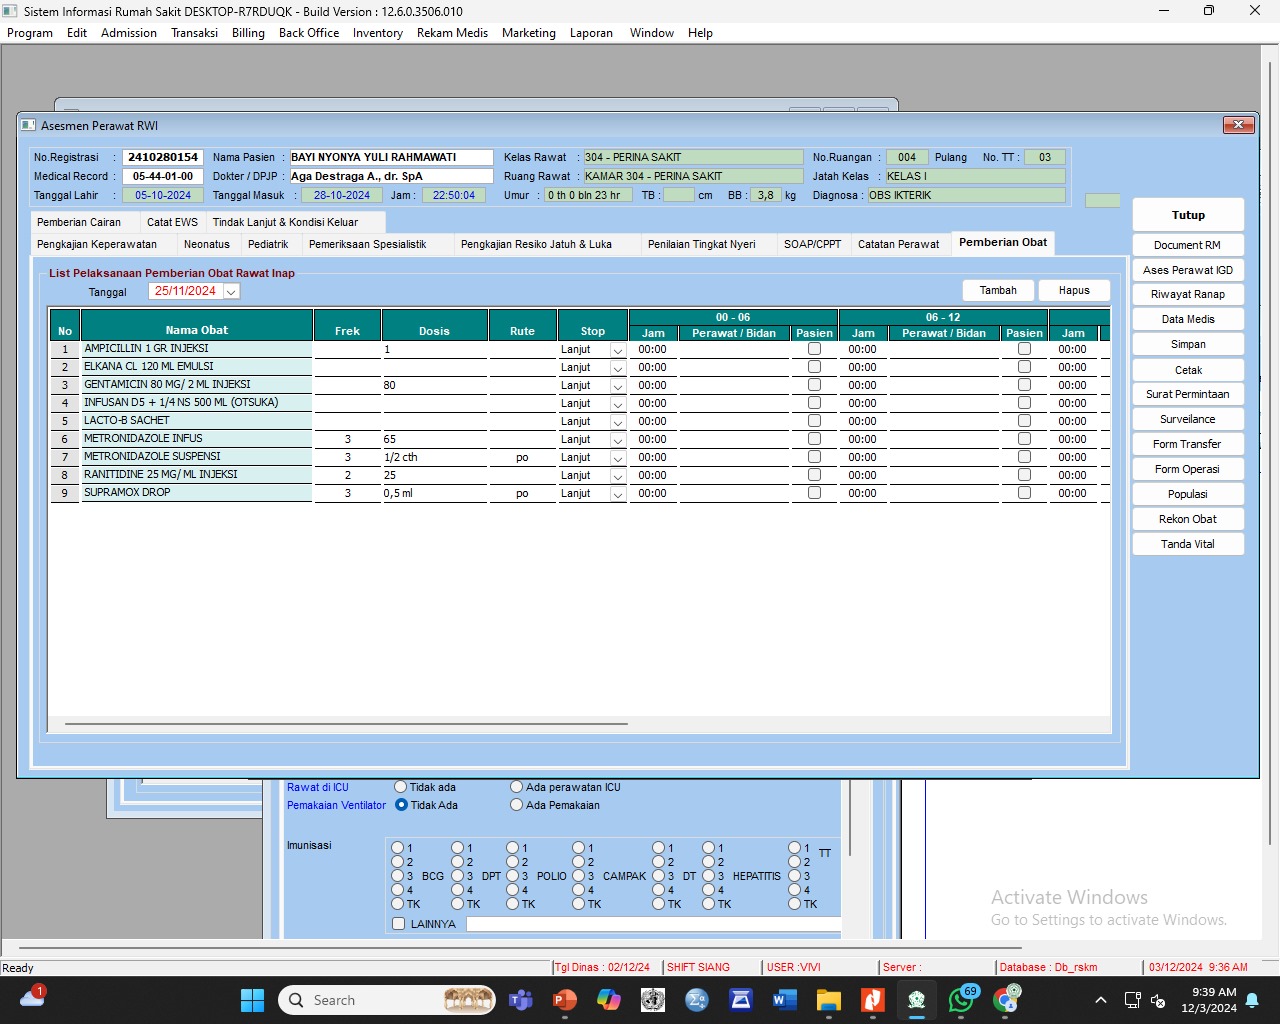 Sistem Informasi Rumah Sakit DESKTOP-R7RDUQK - Build Version : 12.6.0.3506.010
Program Edit Admission Transaksi Billing Back Office Inventory Rekam Medis Marketing Laporan Window Help
Asesmen Perawat RWI
No.Registrasi : 2410280154 Nama Pasien : BAYI NYONYA YULI RAHMAWATI Kelas Rawat : 304 - PERINA SAKIT No.Ruangan : 004 Pulang No. TT : 03
Medical Record : 05-44-01-00 Dokter / DPJP : Aga Destraga A., dr. SpA Ruang Rawat : KAMAR 304 - PERINA SAKIT Jatah Kelas : KELAS I
Tanggal Lahir : 05-10-2024 Tanggal Masuk : 28-10-2024 Jam : 22:50:04 Umur : 0 th 0 bln 23 hr TB : cm BB : 3,8 kg Diagnosa : OBS IKTERIK
Pemberian Cairan Catat EWS Tindak Lanjut & Kondisi Keluar
Pengkajian Keperawatan Neonatus Pediatrik Pemeriksaan Spesialistik Pengkajian Resiko Jatuh & Luka Penilaian Tingkat Nyeri SOAP/CPPT Catatan Perawat Pemberian Obat
List Pelaksanaan Pemberian Obat Rawat Inap
Tanggal 25/11/2024 Tambah Hapus
00 - 06 06 - 12
No Nama Obat Frek Dosis Rute Stop Jam Perawat / Bidan Pasien Jam Perawat / Bidan Pasien Jam
1 AMPICILLIN 1 GR INJEKSI 1 Lanjut 00:00 00:00 00:00
2 ELKANA CL 120 ML EMULSI Lanjut 00:00 00:00 00:00
3 GENTAMICIN 80 MG/ 2 ML INJEKSI 80 Lanjut 00:00 00:00 00:00
4 INFUSAN D5 + 1/4 NS 500 ML (OTSUKA) Lanjut 00:00 00:00 00:00
5 LACTO-B SACHET Lanjut 00:00 00:00 00:00
6 METRONIDAZOLE INFUS 3 65 Lanjut 00:00 00:00 00:00
7 METRONIDAZOLE SUSPENSI 3 1/2 cth po Lanjut 00:00 00:00 00:00
8 RANITIDINE 25 MG/ ML INJEKSI 2 25 Lanjut 00:00 00:00 00:00
9 SUPRAMOX DROP 3 0,5 ml po Lanjut 00:00 00:00 00:00
Tutup
Document RM
Ases Perawat IGD
Riwayat Ranap
Data Medis
Simpan
Cetak
Surat Permintaan
Surveilance
Form Transfer
Form Operasi
Populasi
Rekon Obat
Tanda Vital
Rawat di ICU Tidak ada Ada perawatan ICU
Pemakaian Ventilator Tidak Ada Ada Pemakaian
Imunisasi
1 1 1 1 1 1 1 TT
2 2 2 2 2 2 2
3 BCG 3 DPT 3 POLIO 3 CAMPAK 3 DT 3 HEPATITIS 3
4 4 4 4 4 4 4
TK TK TK TK TK TK TK
LAINNYA
Activate Windows
Go to Settings to activate Windows.
Ready Tgl Dinas : 02/12/24 SHIFT SIANG USER :VIVI Server : Database : Db_rskm 03/12/2024 9:36 AM
1 Search 69 9:39 AM
12/3/2024